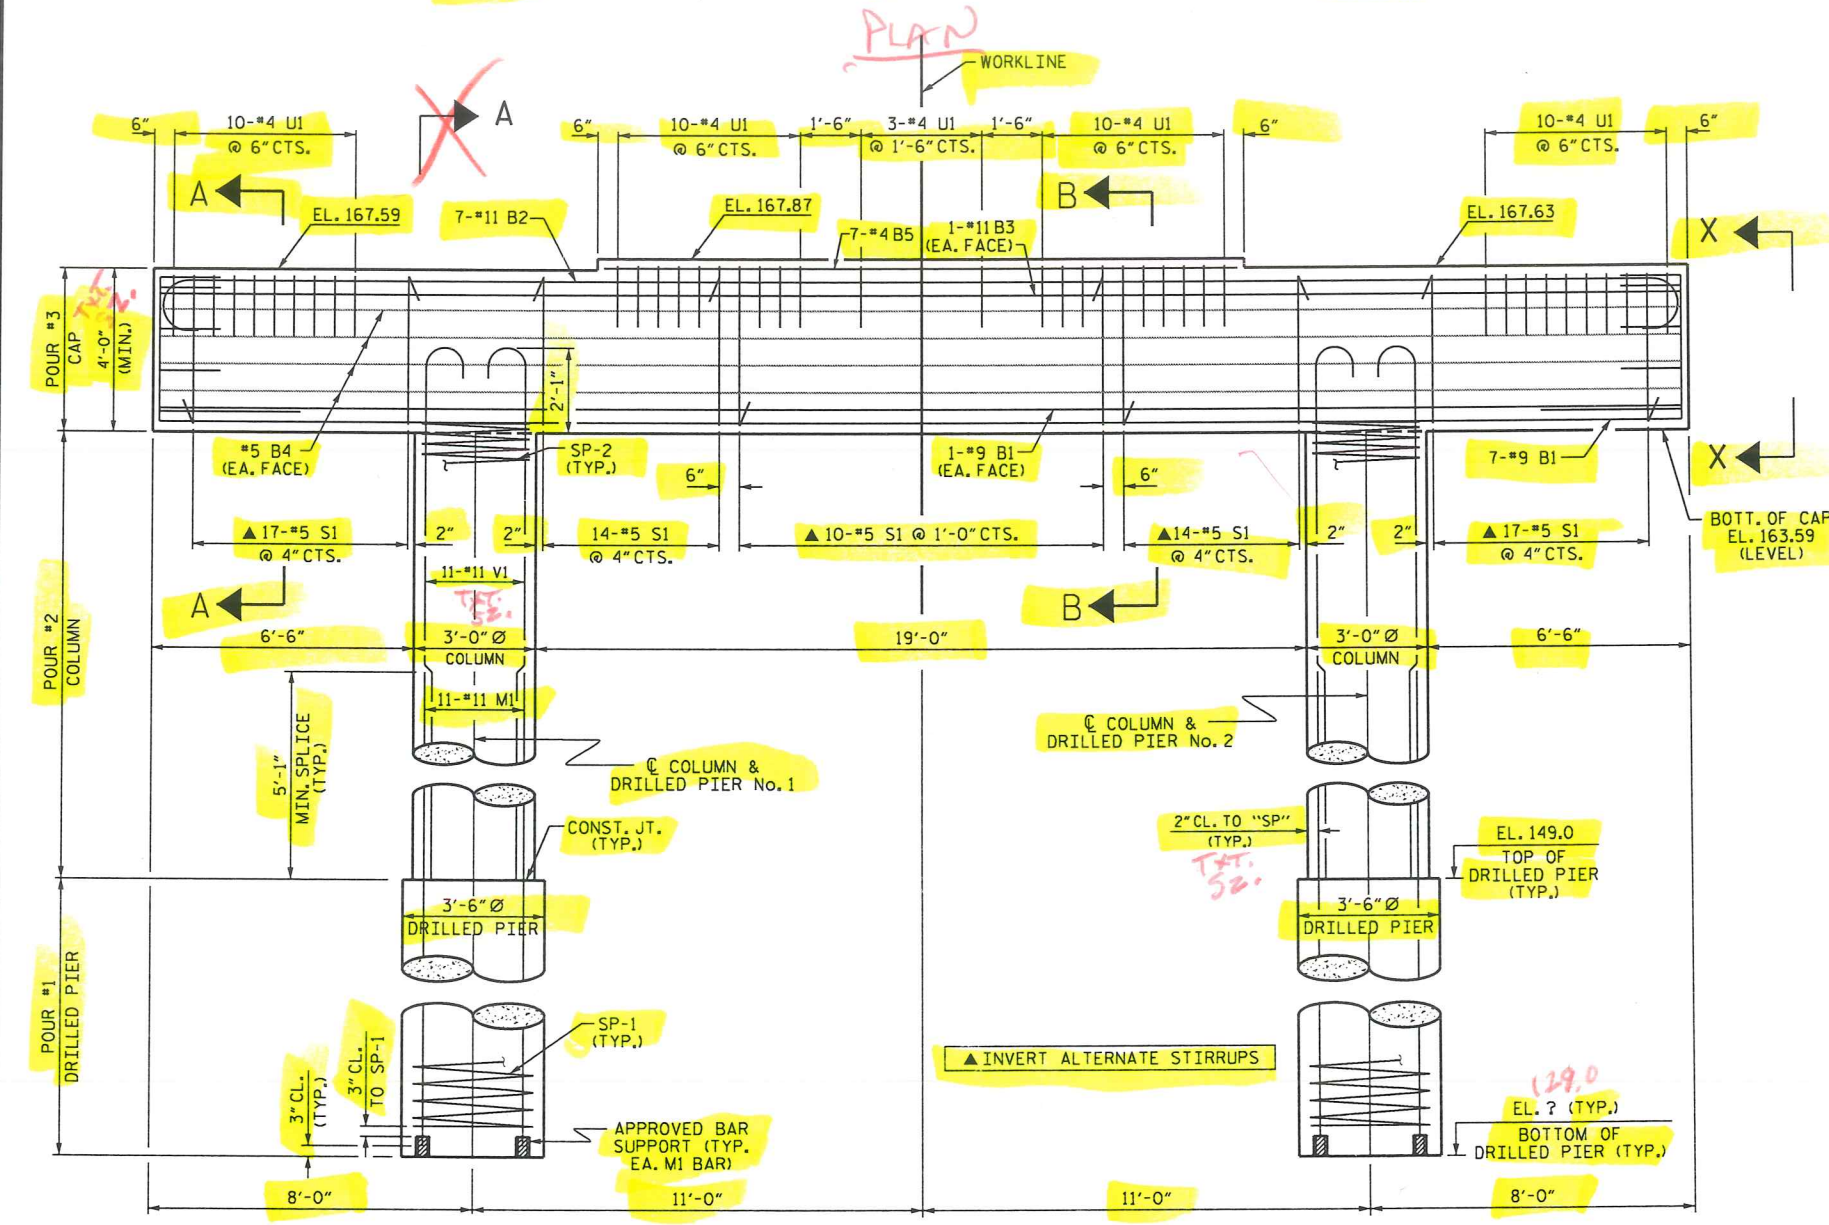 PLAN
WORKLINE
A
6" 10-#4 U1 6" 10-#4 U1 1'-6" 3-#4 U1 1'-6" 10-#4 U1 6" 10-#4 U1 6"
@ 6"CTS. @ 6"CTS. @ 1'-6"CTS. @ 6"CTS. @ 6"CTS.
A B
EL. 167.59 7-#11 B2 EL. 167.87 EL. 167.63
7-#4 B5 1-#11 B3
(EA. FACE)
X
POUR #3
CAP
4'-0"
(MIN.)
TXT.
SZ.
2'-1"
#5 B4
(EA. FACE)
SP-2
(TYP.)
1-#9 B1
(EA. FACE)
7-#9 B1
X
6" 6"
BOTT. OF CAP
EL. 163.59
(LEVEL)
▲17-#5 S1 2" 2" 14-#5 S1 ▲10-#5 S1 @ 1'-0"CTS. ▲14-#5 S1 2" 2" ▲17-#5 S1
@ 4"CTS. @ 4"CTS. @ 4"CTS. @ 4"CTS.
11-#11 V1
TXT.
SZ.
A B
POUR #2
COLUMN
6'-6" 3'-0"Ø 19'-0" 3'-0"Ø 6'-6"
COLUMN COLUMN
11-#11 M1
5'-1"
MIN. SPLICE
(TYP.)
℄ COLUMN &
DRILLED PIER No. 1
℄ COLUMN &
DRILLED PIER No. 2
CONST. JT.
(TYP.)
2"CL. TO "SP"
(TYP.)
TXT.
SZ.
EL. 149.0
TOP OF
DRILLED PIER
(TYP.)
3'-6"Ø
DRILLED PIER
3'-6"Ø
DRILLED PIER
POUR #1
DRILLED PIER
3"CL.
(TYP.)
3"CL.
TO SP-1
SP-1
(TYP.)
▲INVERT ALTERNATE STIRRUPS
129.0
EL. ? (TYP.)
BOTTOM OF
DRILLED PIER (TYP.)
APPROVED BAR
SUPPORT (TYP.
EA. M1 BAR)
8'-0" 11'-0" 11'-0" 8'-0"